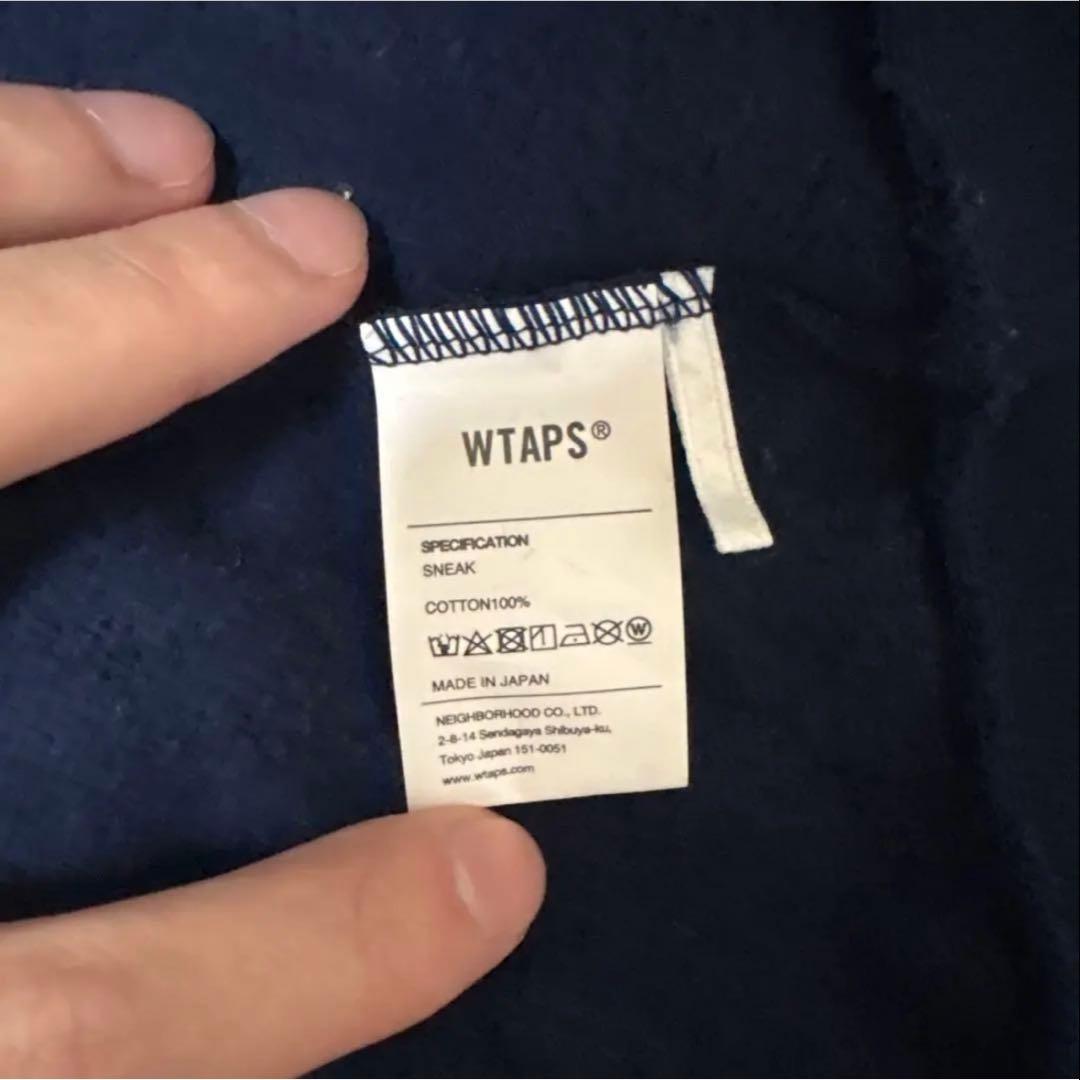 WTAPS®
SPECIFICATION
SNEAK
COTTON100%
W
MADE IN JAPAN
NEIGHBORHOOD CO., LTD.
2-8-14 Sendagaya Shibuya-ku,
Tokyo Japan 151-0051
www.wtaps.com